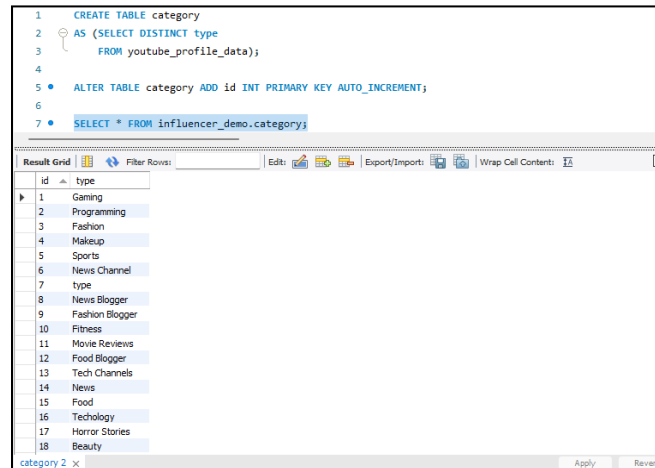 1 CREATE TABLE category
2 AS (SELECT DISTINCT type
3 FROM youtube_profile_data);
4
5 ALTER TABLE category ADD id INT PRIMARY KEY AUTO_INCREMENT;
6
7 SELECT * FROM influencer_demo.category;
Result Grid Filter Rows: Edit: Export/Import: Wrap Cell Content: IA
id type
1 Gaming
2 Programming
3 Fashion
4 Makeup
5 Sports
6 News Channel
7 type
8 News Blogger
9 Fashion Blogger
10 Fitness
11 Movie Reviews
12 Food Blogger
13 Tech Channels
14 News
15 Food
16 Techology
17 Horror Stories
18 Beauty
category 2 × Apply Rever